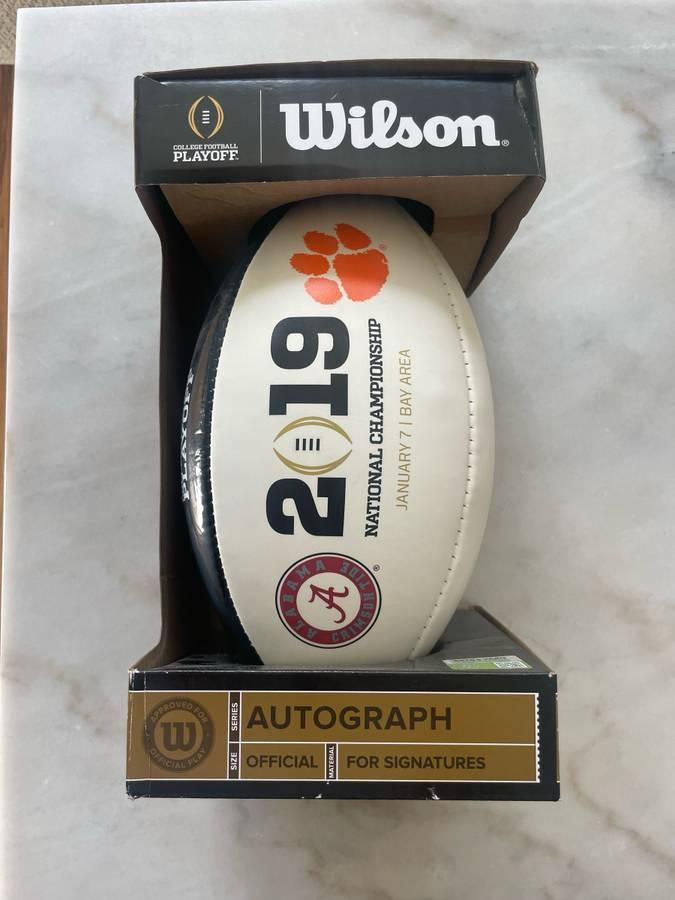 COLLEGE FOOTBALL
PLAYOFF
Wilson®
PLAYOFF
2019
NATIONAL CHAMPIONSHIP
JANUARY 7 | BAY AREA
ALABAMA
A
CRIMSON TIDE
®
APPROVED FOR
W
OFFICIAL PLAY
SERIES
AUTOGRAPH
SIZE
OFFICIAL
MATERIAL
FOR SIGNATURES